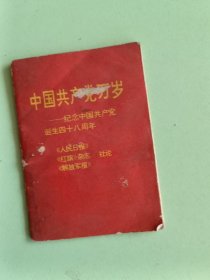 中国共产党万岁
——纪念中国共产党
诞生四十八周年
《人民日报》
《红旗》杂志 社论
《解放军报》